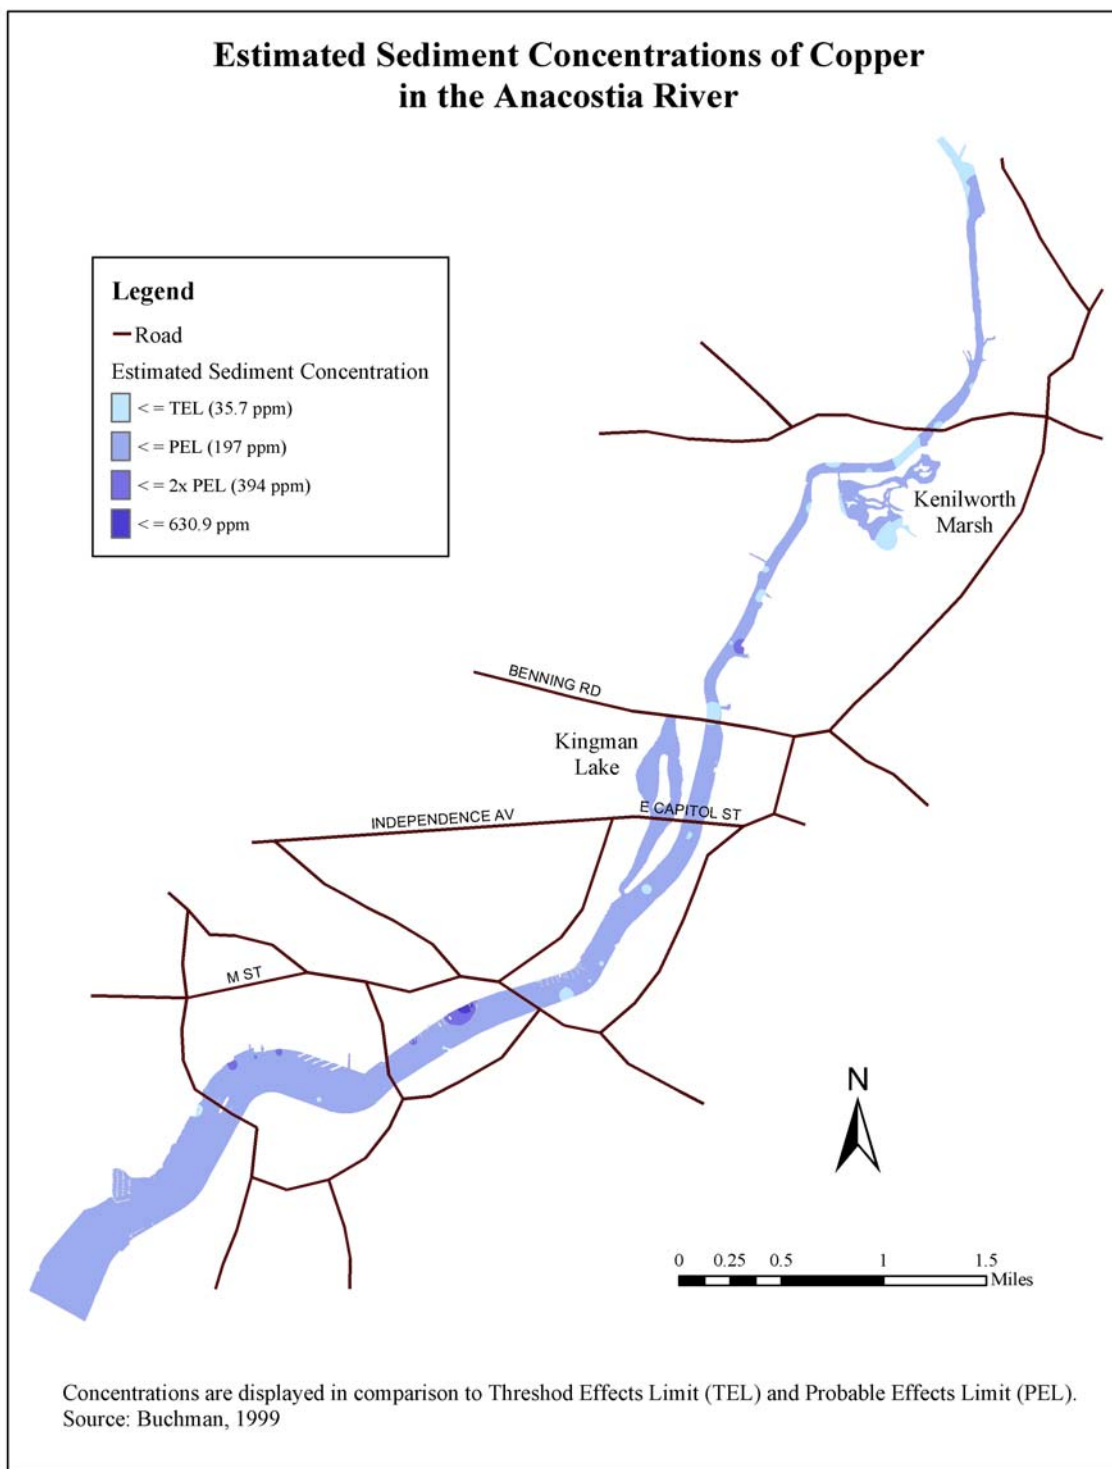 Estimated Sediment Concentrations of Copper
in the Anacostia River
Legend
Road
Estimated Sediment Concentration
< = TEL (35.7 ppm)
< = PEL (197 ppm)
< = 2x PEL (394 ppm)
< = 630.9 ppm
Kenilworth
Marsh
BENNING RD
Kingman
Lake
INDEPENDENCE AV
E CAPITOL ST
M ST
N
0 0.25 0.5 1 1.5
Miles
Concentrations are displayed in comparison to Threshod Effects Limit (TEL) and Probable Effects Limit (PEL).
Source: Buchman, 1999